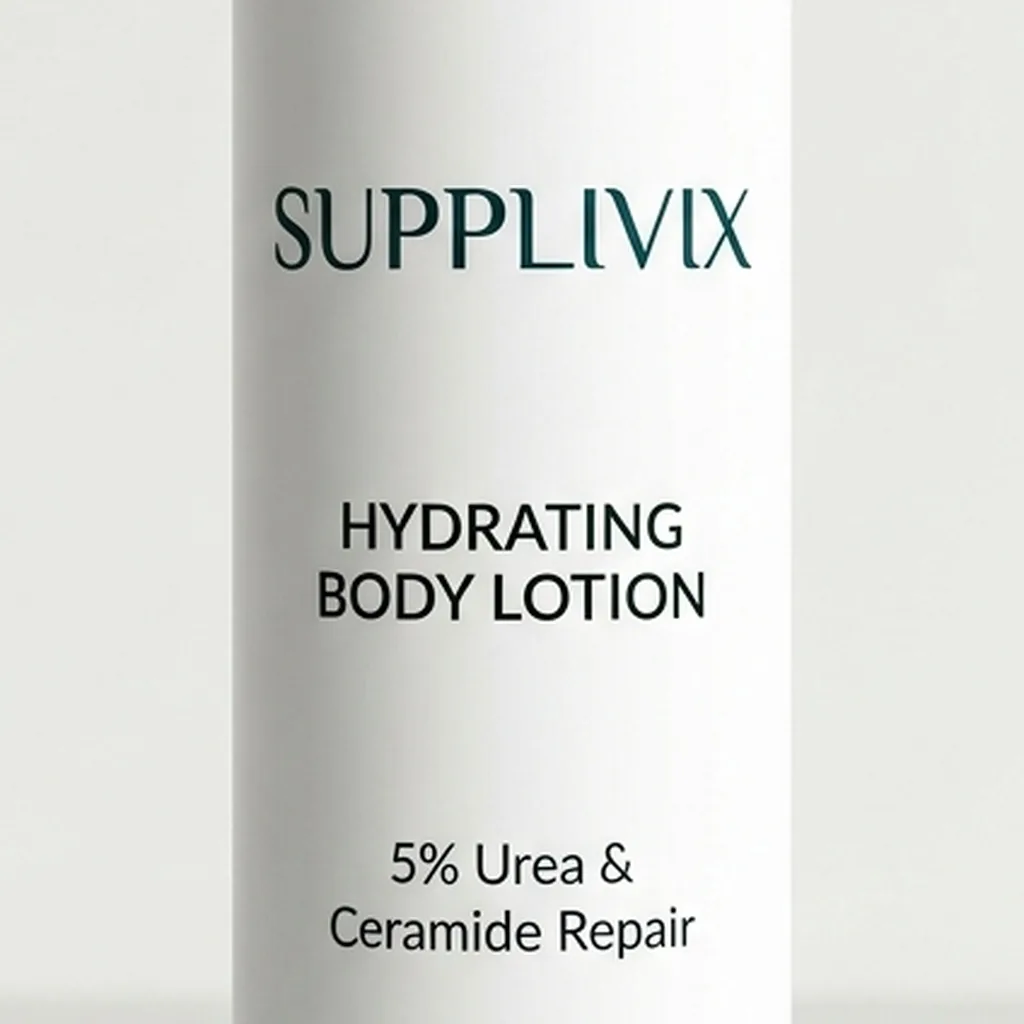 SUPPLIVIX
HYDRATING
BODY LOTION
5% Urea &
Ceramide Repair